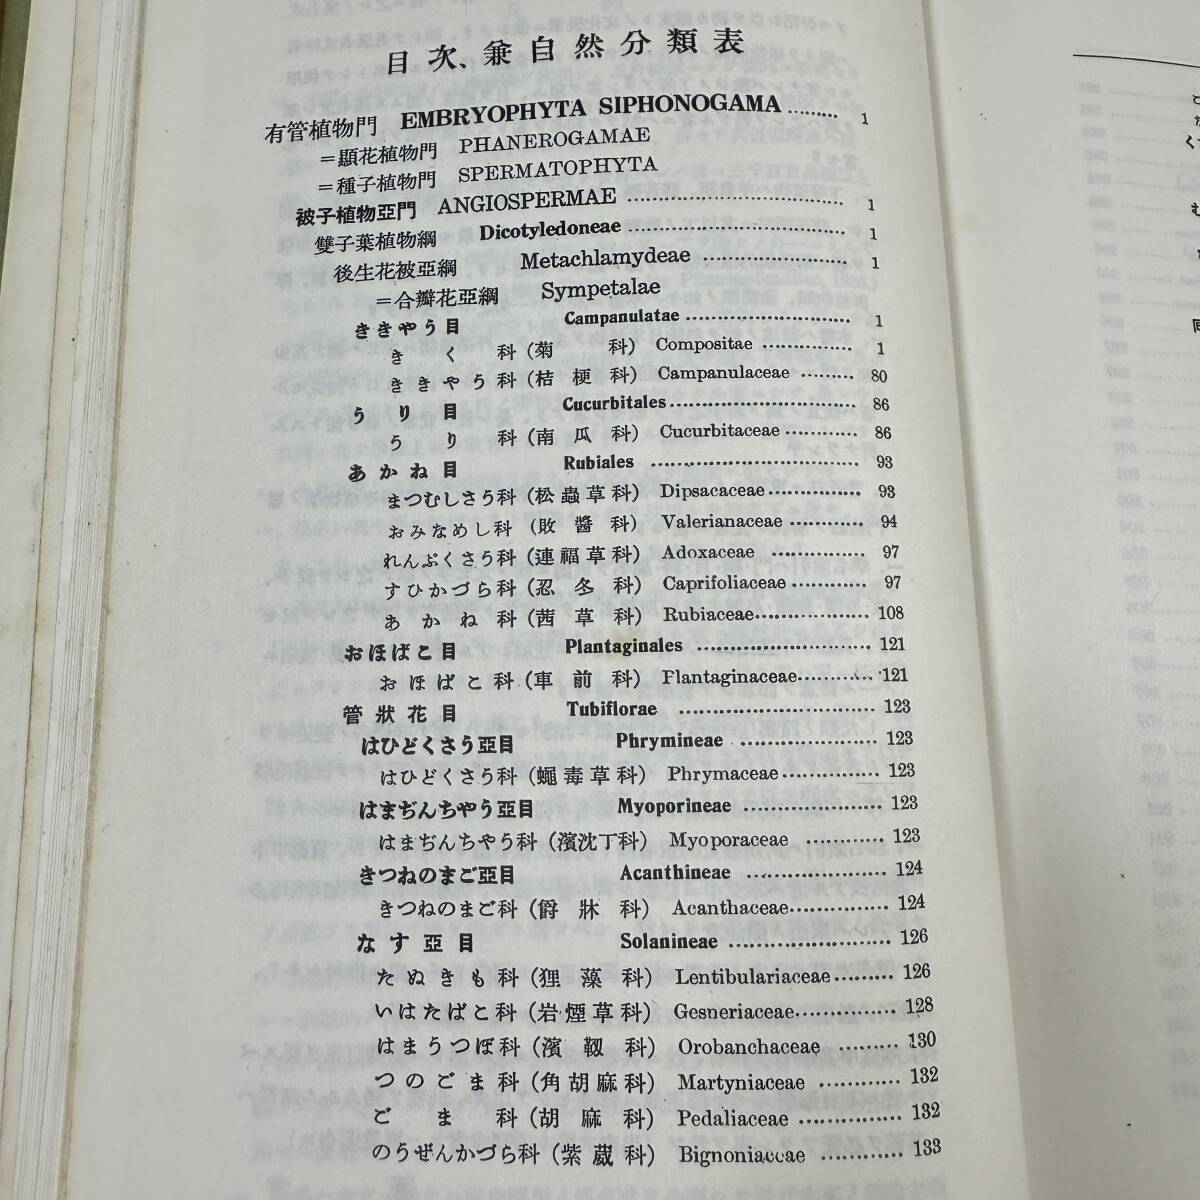 目次、兼自然分類表
有管植物門 EMBRYOPHYTA SIPHONOGAMA ......... 1
＝顯花植物門 PHANEROGAMAE
＝種子植物門 SPERMATOPHYTA
被子植物亞門 ANGIOSPERMAE ................................. 1
雙子葉植物綱 Dicotyledoneae ................................. 1
後生花被亞綱 Metachlamydeae ..................... 1
＝合瓣花亞綱 Sympetalae
ききやう目 Campanulatae ........................... 1
きく科（菊科） Compositae ............... 1
ききやう科（桔梗科） Campanulaceae ......... 80
うり目 Cucurbitales .............................. 86
うり科（南瓜科） Cucurbitaceae ............ 86
あかね目 Rubiales ................................. 93
まつむしさう科（松蟲草科） Dipsacaceae ............... 93
おみなめし科（敗醬科） Valerianaceae ............ 94
れんぷくさう科（連福草科） Adoxaceae ............... 97
すひかづら科（忍冬科） Caprifoliaceae ............ 97
あかね科（茜草科） Rubiaceae .................. 108
おほばこ目 Plantaginales ........................... 121
おほばこ科（車前科） Plantaginaceae ............ 121
管狀花目 Tubiflorae .............................. 123
はひどくさう亞目 Phrymineae ..................... 123
はひどくさう科（蠅毒草科） Phrymaceae ............... 123
はまぢんちやう亞目 Myoporineae ..................... 123
はまぢんちやう科（濱沈丁科） Myoporaceae ............ 123
きつねのまご亞目 Acanthineae ..................... 124
きつねのまご科（爵牀科） Acanthaceae ............... 124
なす亞目 Solanineae ........................ 126
たぬきも科（狸藻科） Lentibulariaceae ......... 126
いはたばこ科（岩煙草科） Gesneriaceae ............... 128
はまうつぼ科（濱靫科） Orobanchaceae ......... 130
つのごま科（角胡麻科） Martyniaceae ............ 132
ごま科（胡麻科） Pedaliaceae ............... 132
のうぜんかづら科（紫葳科） Bignoniaceae ............ 133